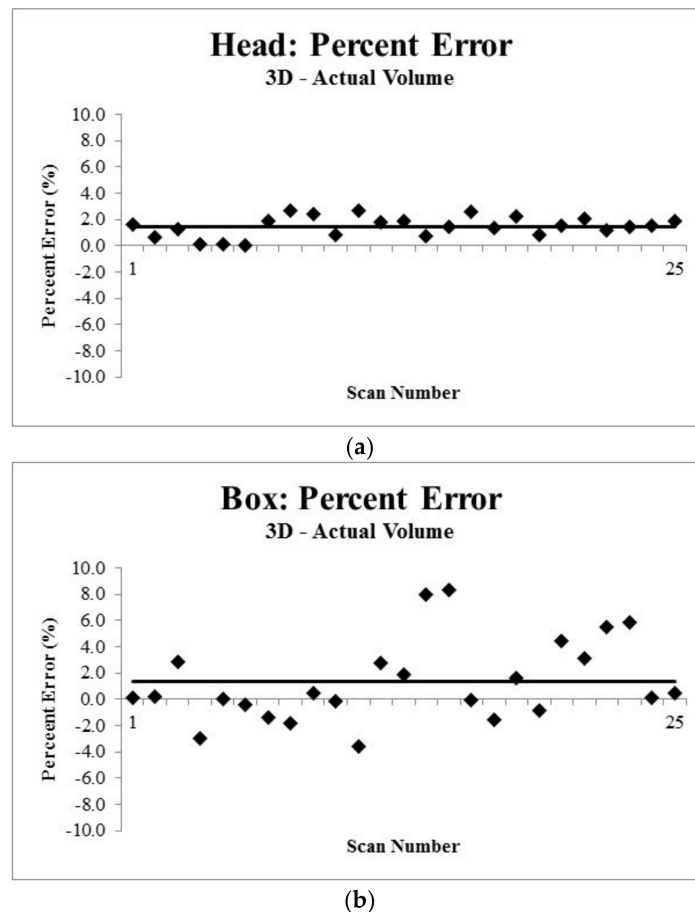 Head: Percent Error
3D - Actual Volume
10.0
8.0
6.0
4.0
2.0
0.0
-2.0
-4.0
-6.0
-8.0
-10.0
Perceent Error (%)
1
25
Scan Number
(a)
Box: Percent Error
3D - Actual Volume
10.0
8.0
6.0
4.0
2.0
0.0
-2.0
-4.0
-6.0
-8.0
-10.0
Perceent Error (%)
1
25
Scan Number
(b)